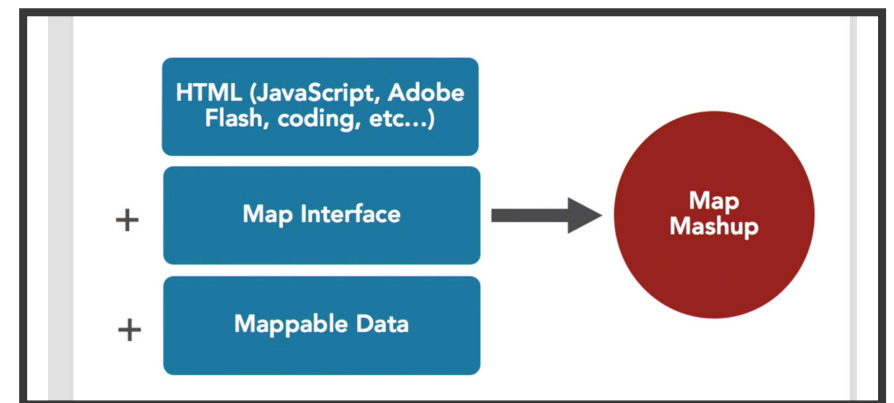 HTML (JavaScript, Adobe
Flash, coding, etc...)
+
Map Interface
+
Mappable Data
Map
Mashup